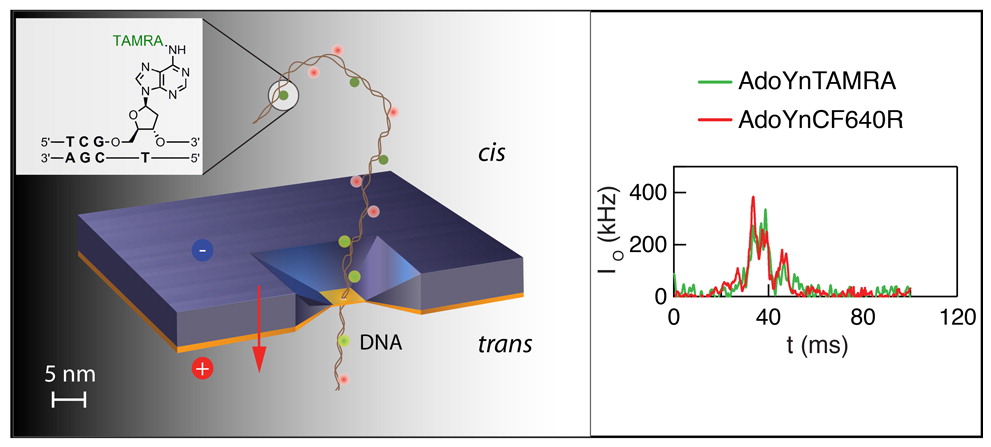 TAMRA
NH
N
N
N
N
N
O
5'—T C G—O
O—3'
3'—A G C—T—5'
cis
-
trans
DNA
+
5 nm
AdoYnTAMRA
AdoYnCF640R
400
200
0
I O (kHz)
0
40
80
120
t (ms)